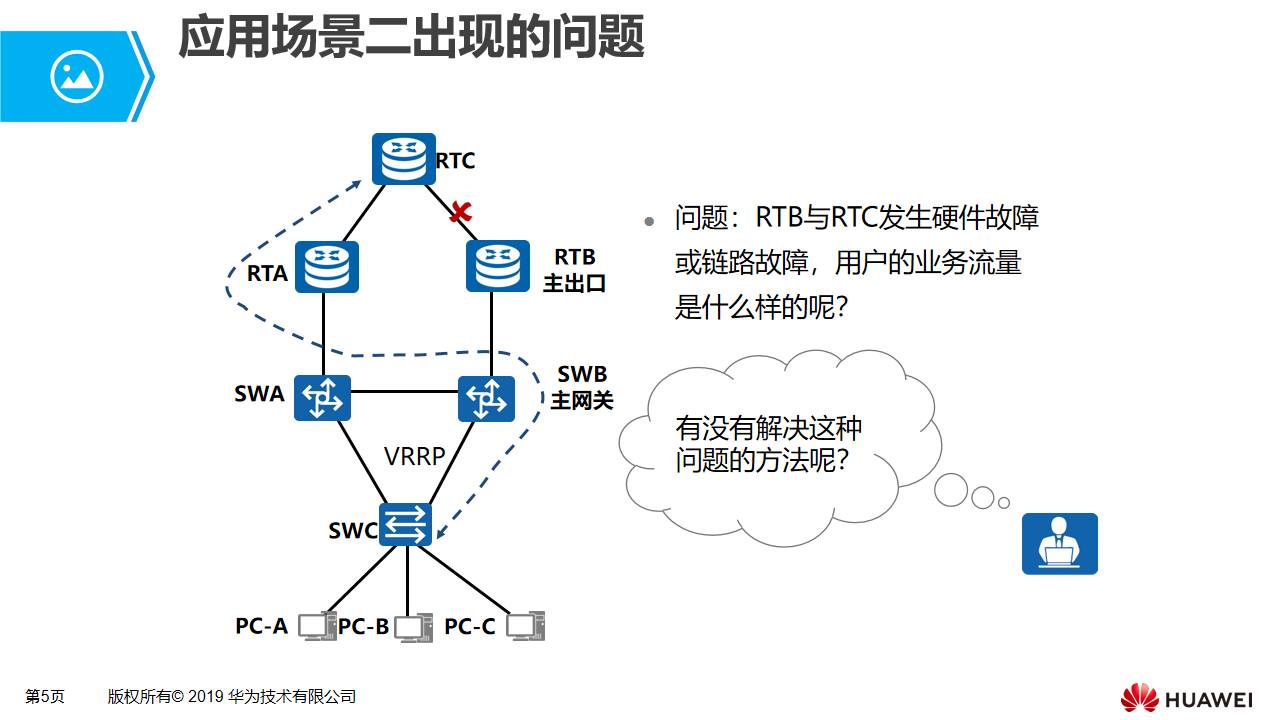 应用场景二出现的问题
RTC
RTA
RTB
主出口
SWA
SWB
主网关
VRRP
SWC
PC-A
PC-B
PC-C
问题：RTB与RTC发生硬件故障
或链路故障，用户的业务流量
是什么样的呢？
有没有解决这种
问题的方法呢？
第5页
版权所有© 2019 华为技术有限公司
HUAWEI